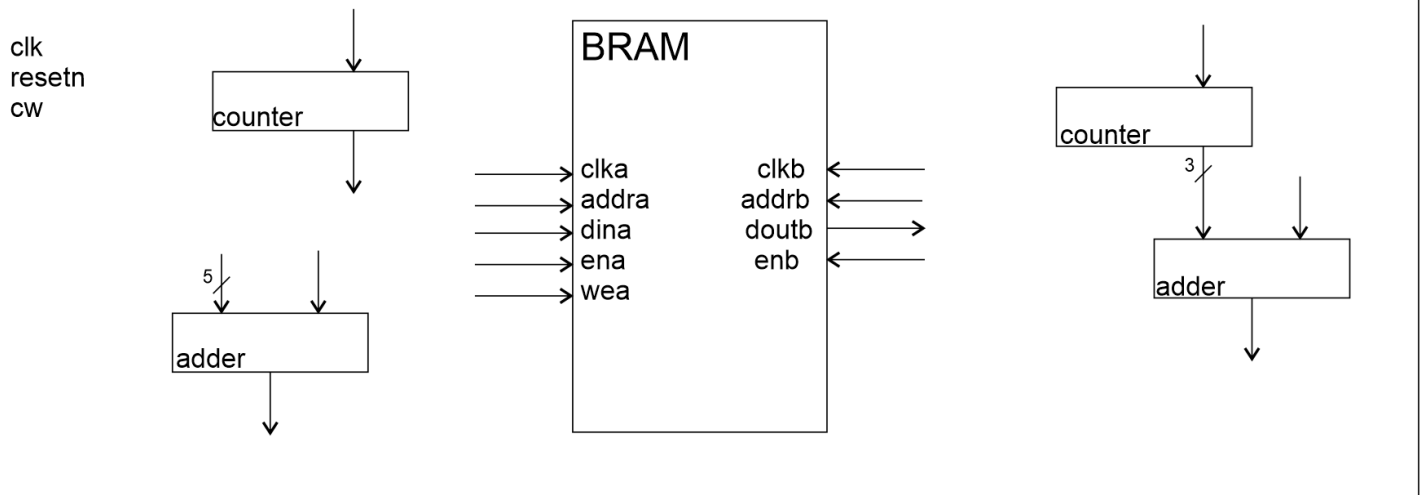 clk
resetn
cw
counter
5
adder
BRAM
clka
addra
dina
ena
wea
clkb
addrb
doutb
enb
counter
3
adder